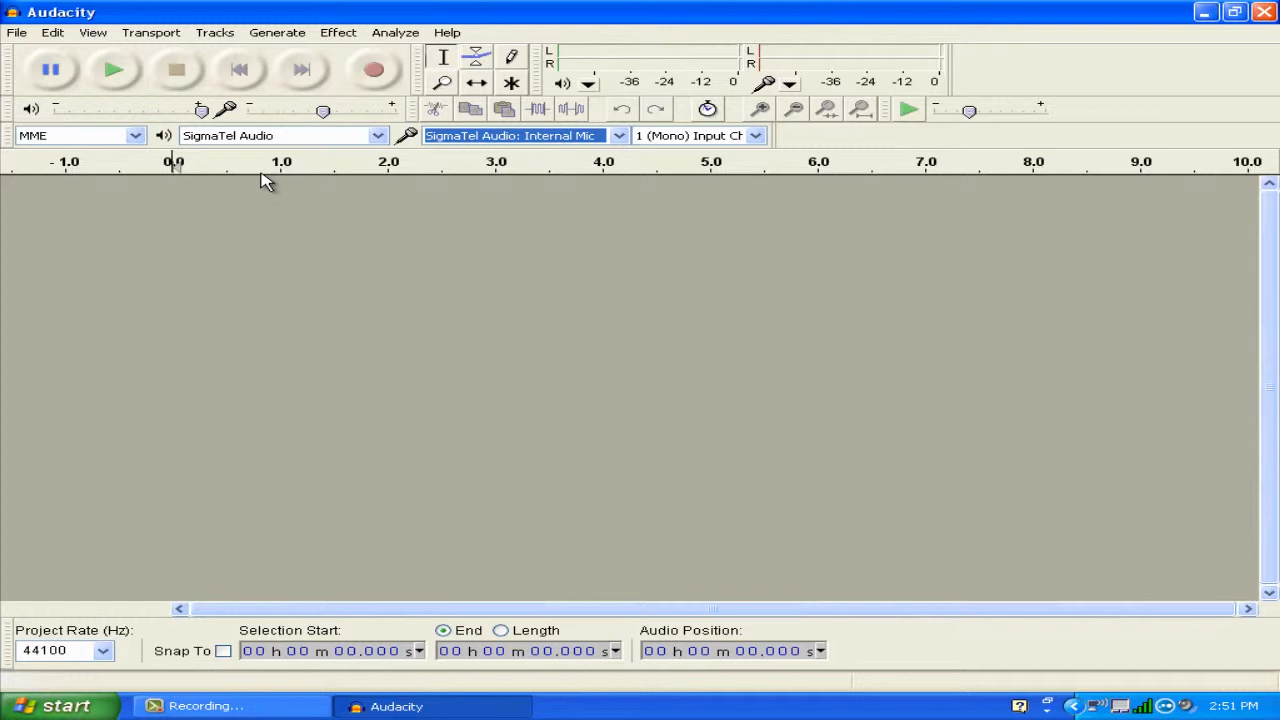 Audacity
File Edit View Transport Tracks Generate Effect Analyze Help
L R -36 -24 -12 0 L R -36 -24 -12 0
MME SigmaTel Audio SigmaTel Audio: Internal Mic 1 (Mono) Input Ch
- 1.0 0.0 1.0 2.0 3.0 4.0 5.0 6.0 7.0 8.0 9.0 10.0
Project Rate (Hz): Selection Start: End Length Audio Position:
44100 Snap To 00 h 00 m 00.000 s 00 h 00 m 00.000 s 00 h 00 m 00.000 s
start Recording... Audacity 2:51 PM